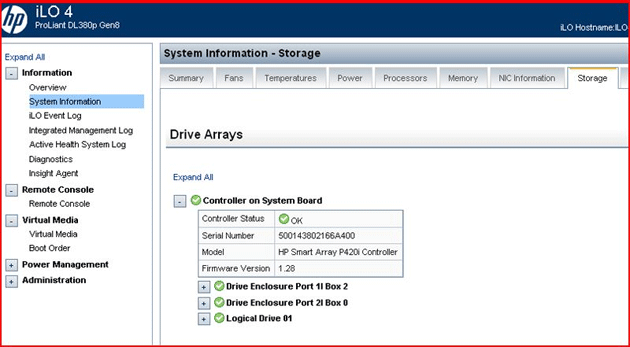 hp
iLO 4
ProLiant DL380p Gen8
iLO Hostname:ILO
Expand All
Information
Overview
System Information
iLO Event Log
Integrated Management Log
Active Health System Log
Diagnostics
Insight Agent
Remote Console
Remote Console
Virtual Media
Virtual Media
Boot Order
Power Management
Administration
System Information - Storage
Summary Fans Temperatures Power Processors Memory NIC Information Storage
Drive Arrays
Expand All
Controller on System Board
Controller Status OK
Serial Number 500143802166A400
Model HP Smart Array P420i Controller
Firmware Version 1.28
Drive Enclosure Port 1I Box 2
Drive Enclosure Port 2I Box 0
Logical Drive 01